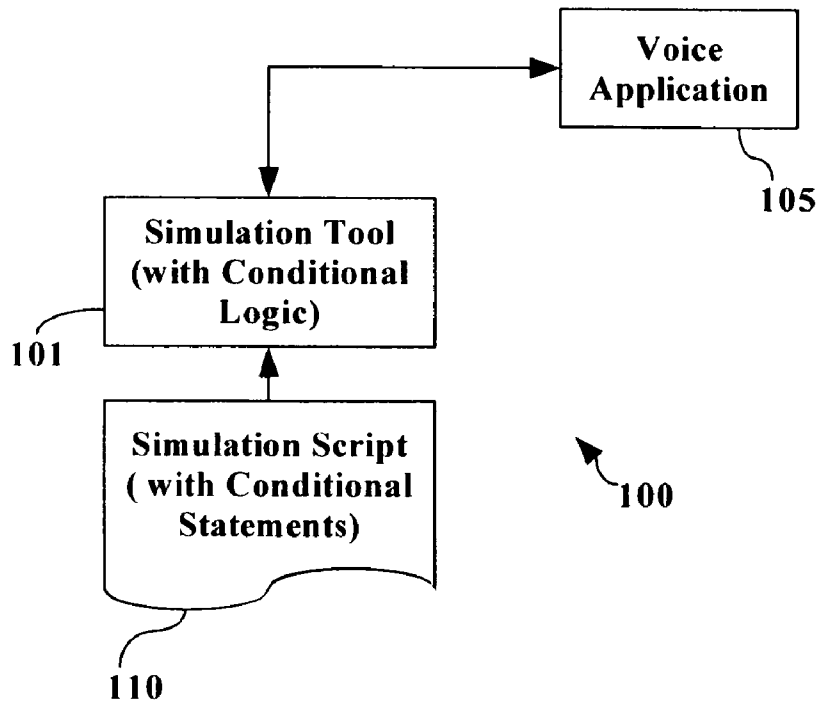 Voice
Application
105
Simulation Tool
(with Conditional
Logic)
101
Simulation Script
( with Conditional
Statements)
100
110